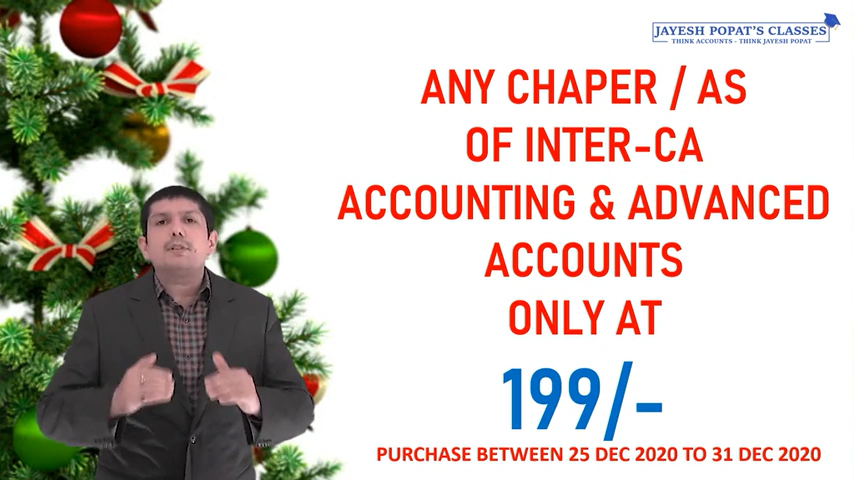 JAYESH POPAT'S CLASSES
THINK ACCOUNTS - THINK JAYESH POPAT
ANY CHAPER / AS
OF INTER-CA
ACCOUNTING & ADVANCED
ACCOUNTS
ONLY AT
199/-
PURCHASE BETWEEN 25 DEC 2020 TO 31 DEC 2020